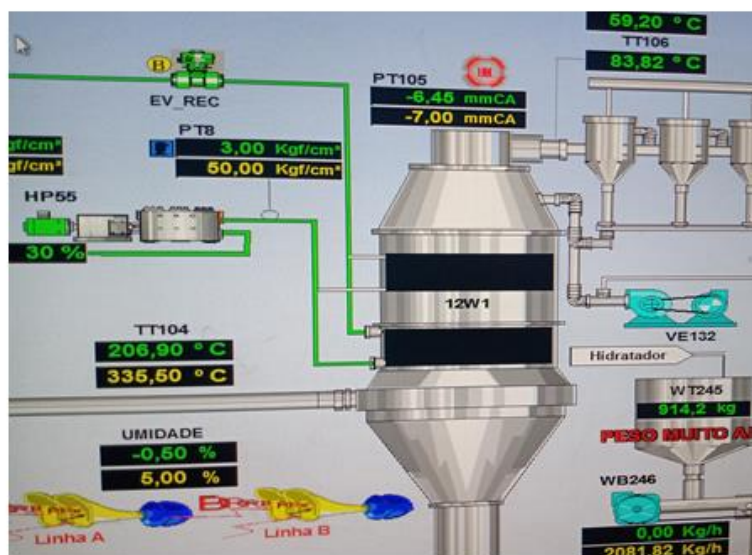 59,20 º C
TT106
83,82 º C
B
EV_REC
PT105
-6,45 mmCA
-7,00 mmCA
PT8
3,00 Kgf/cm²
50,00 Kgf/cm²
gf/cm²
gf/cm²
HP55
30 %
12W1
TT104
206,90 º C
335,50 º C
VE132
Hidratador
WT245
914,2 kg
PESO MUITO A
UMIDADE
-0,50 %
5,00 %
WB246
0,00 Kg/h
2081,82 Kg/h
Linha A
Linha B